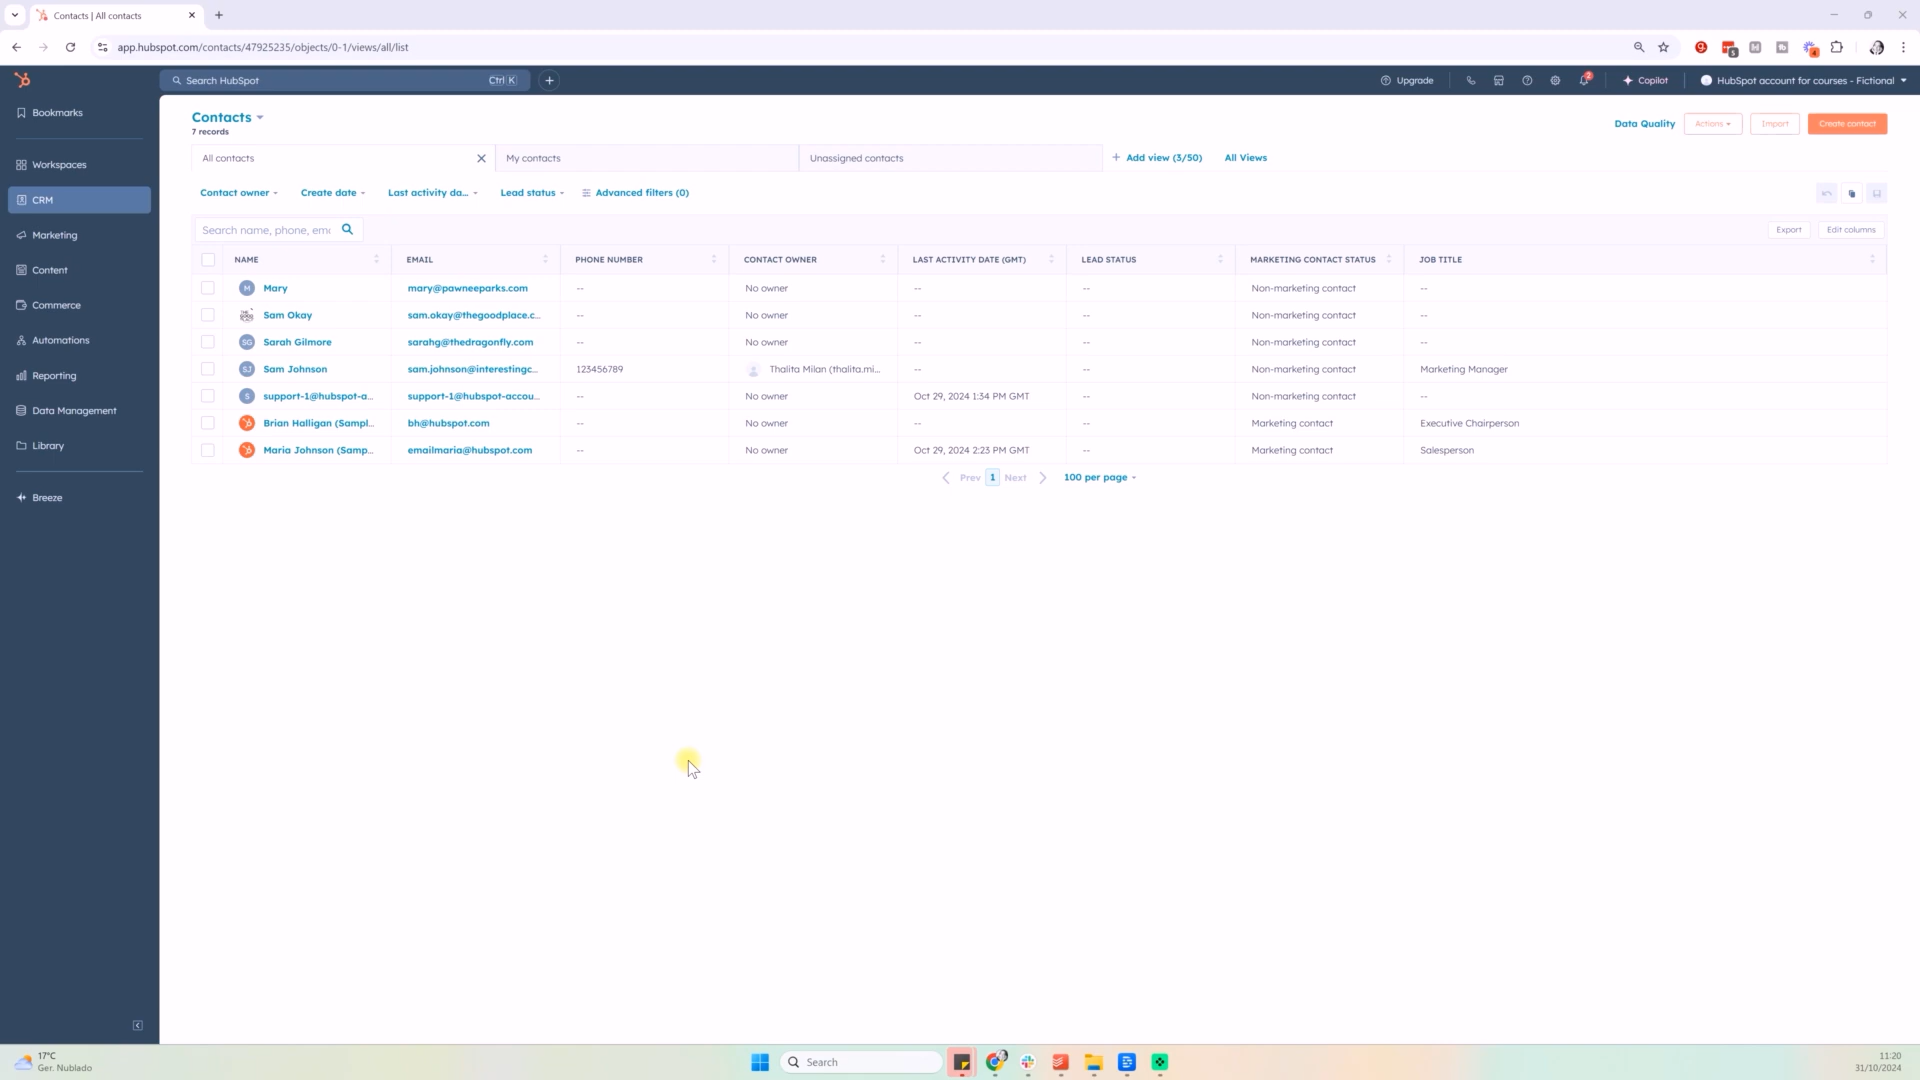 Contacts | All contacts
app.hubspot.com/contacts/47925235/objects/0-1/views/all/list
5
4
Search HubSpot
Ctrl K
Upgrade
2
Copilot
HubSpot account for courses - Fictional
Bookmarks
Workspaces
CRM
Marketing
Content
Commerce
Automations
Reporting
Data Management
Library
Breeze
Contacts
7 records
Data Quality
Actions
Import
Create contact
All contacts
My contacts
Unassigned contacts
Add view (3/50)
All Views
Contact owner
Create date
Last activity da...
Lead status
Advanced filters (0)
Search name, phone, ema
Export
Edit columns
NAME EMAIL PHONE NUMBER CONTACT OWNER LAST ACTIVITY DATE (GMT) LEAD STATUS MARKETING CONTACT STATUS JOB TITLE
M Mary mary@pawneeparks.com -- No owner -- -- Non-marketing contact --
Sam Okay sam.okay@thegoodplace.c... -- No owner -- -- Non-marketing contact --
SG Sarah Gilmore sarahg@thedragonfly.com -- No owner -- -- Non-marketing contact --
SJ Sam Johnson sam.johnson@interestingc... 123456789 Thalita Milan (thalita.mi... -- -- Non-marketing contact Marketing Manager
S support-1@hubspot-a... support-1@hubspot-accou... -- No owner Oct 29, 2024 1:34 PM GMT -- Non-marketing contact --
Brian Halligan (Sampl... bh@hubspot.com -- No owner -- -- Marketing contact Executive Chairperson
Maria Johnson (Samp... emailmaria@hubspot.com -- No owner Oct 29, 2024 2:23 PM GMT -- Marketing contact Salesperson
Prev 1 Next 100 per page
17°C
Ger. Nublado
Search
11:20
31/10/2024